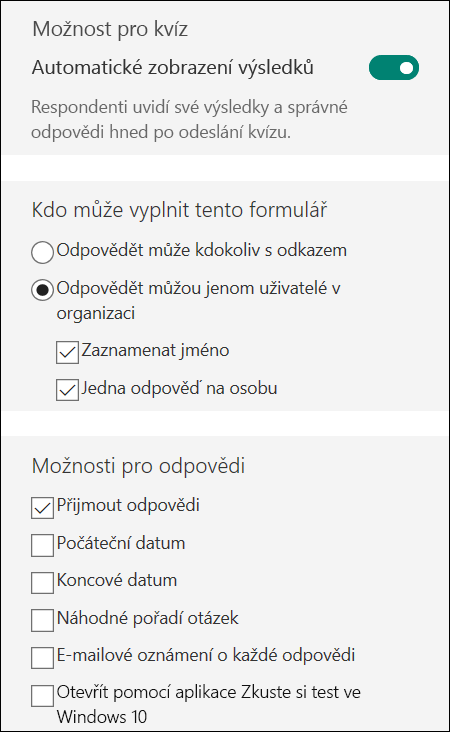 Možnost pro kvíz
Automatické zobrazení výsledků
Respondenti uvidí své výsledky a správné
odpovědi hned po odeslání kvízu.
Kdo může vyplnit tento formulář
Odpovědět může kdokoliv s odkazem
Odpovědět můžou jenom uživatelé v
organizaci
Zaznamenat jméno
Jedna odpověď na osobu
Možnosti pro odpovědi
Přijmout odpovědi
Počáteční datum
Koncové datum
Náhodné pořadí otázek
E-mailové oznámení o každé odpovědi
Otevřít pomocí aplikace Zkuste si test ve
Windows 10